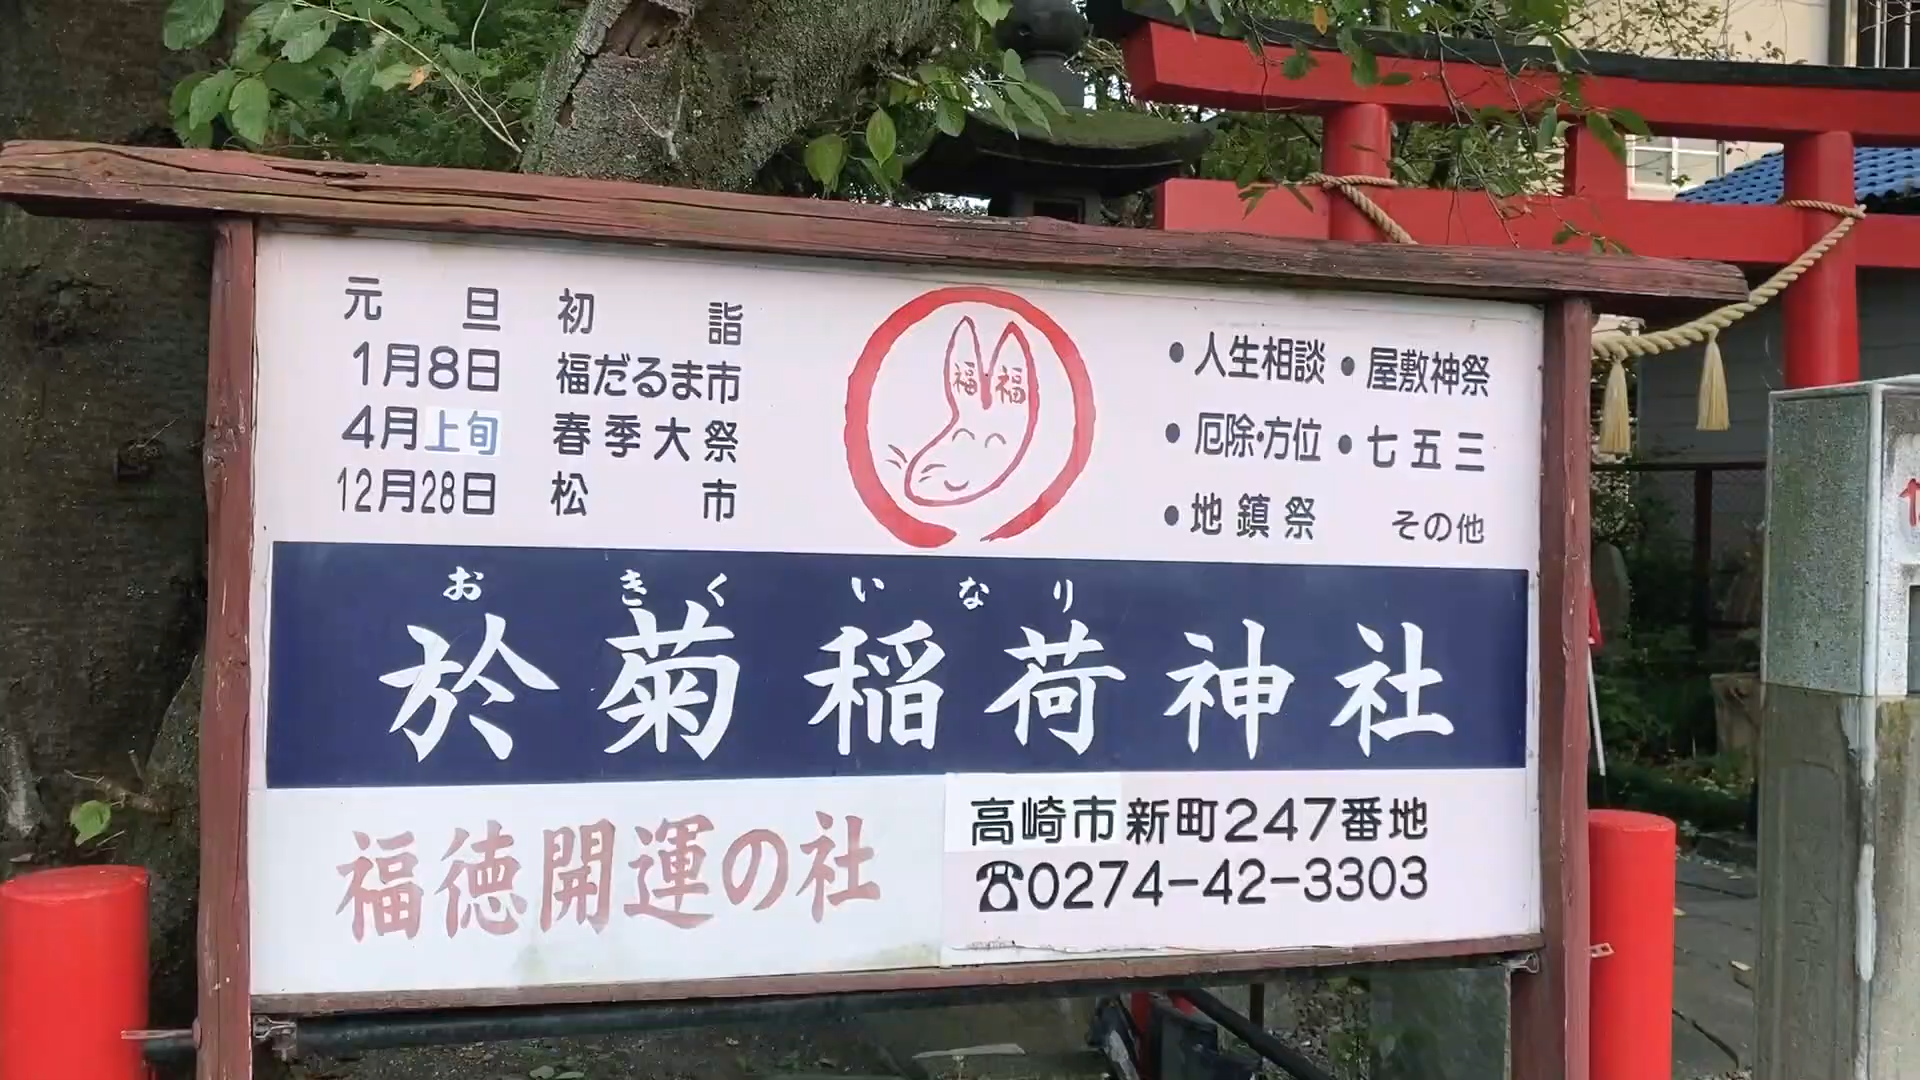 元旦 初詣
1月8日 福だるま市
4月上旬 春季大祭
12月28日 松市
福福
・人生相談・屋敷神祭
・厄除・方位・七五三
・地鎮祭 その他
おきくいなり
於菊稲荷神社
福徳開運の社
高崎市新町247番地
☎0274-42-3303